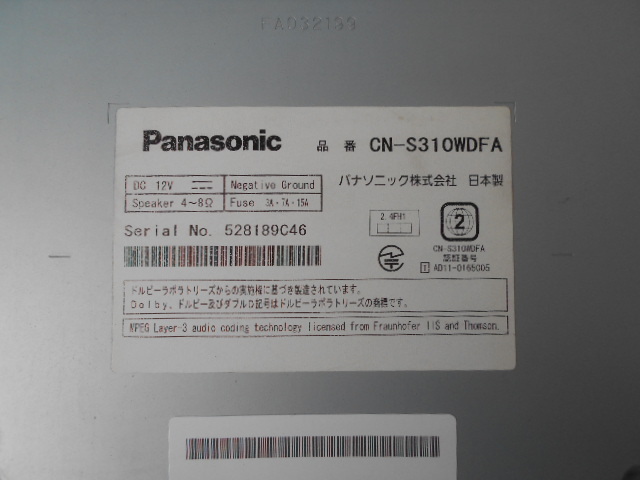 FAD32199
Panasonic 品 番 CN-S310WDFA
DC 12V Negative Ground
パナソニック株式会社 日本製
Speaker 4~8Ω Fuse 3A・7A・15A
Serial No. 528189C46
2.4FH1
2
CN-S310WDFA
認証番号
T AD11-0165005
ドルビーラボラトリーズからの実施権に基づき製造されています。
Dolby、ドルビー及びダブルD記号はドルビーラボラトリーズの商標です。
MPEG Layer-3 audio coding technology licensed from Fraunhofer IIS and Thomson.